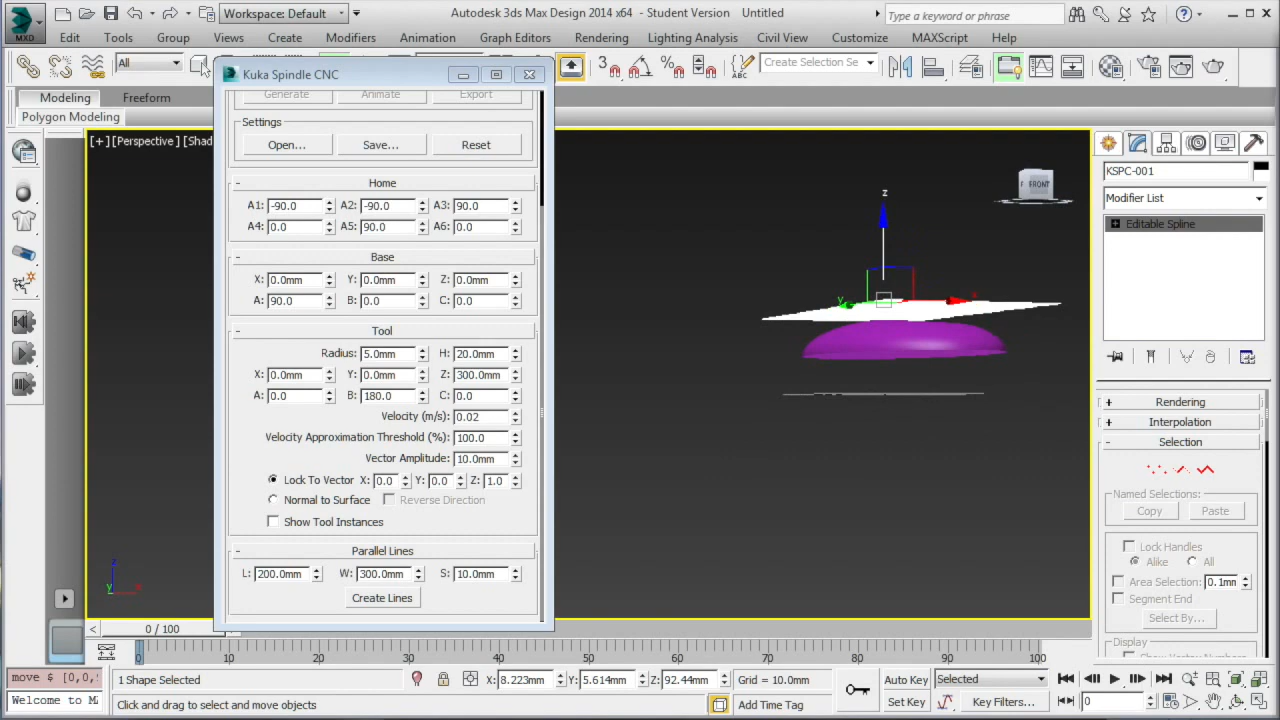 Workspace: Default
Autodesk 3ds Max Design 2014 x64 - Student Version Untitled
Type a keyword or phrase
MXD
Edit Tools Group Views Create Modifiers Animation Graph Editors Rendering Lighting Analysis Civil View Customize MAXScript Help
All
3
Create Selection Se
Kuka Spindle CNC
Modeling Freeform
Generate Animate Export
Polygon Modeling
Settings
Open... Save... Reset
[+] [Perspective] [Shad
FRONT
KSPC-001
Modifier List
Editable Spline
Home
A1: -90.0 A2: -90.0 A3: 90.0
A4: 0.0 A5: 90.0 A6: 0.0
Base
X: 0.0mm Y: 0.0mm Z: 0.0mm
A: 90.0 B: 0.0 C: 0.0
z
y
x
Tool
Radius: 5.0mm H: 20.0mm
X: 0.0mm Y: 0.0mm Z: 300.0mm
A: 0.0 B: 180.0 C: 0.0
Velocity (m/s): 0.02
Velocity Approximation Threshold (%): 100.0
Vector Amplitude: 10.0mm
Lock To Vector X: 0.0 Y: 0.0 Z: 1.0
Normal to Surface Reverse Direction
Show Tool Instances
Parallel Lines
L: 200.0mm W: 300.0mm S: 10.0mm
Create Lines
Rendering
Interpolation
Selection
Named Selections:
Copy Paste
Lock Handles
Alike All
Area Selection: 0.1mm
Segment End
Select By...
Display
z
y x
0 / 100
0 10 20 30 40 50 60 70 80 90 100
move $ [0,0,
Welcome to M
1 Shape Selected
X: 8.223mm Y: 5.614mm Z: 92.44mm Grid = 10.0mm
Auto Key Selected
Click and drag to select and move objects
Add Time Tag
Set Key Key Filters...
0